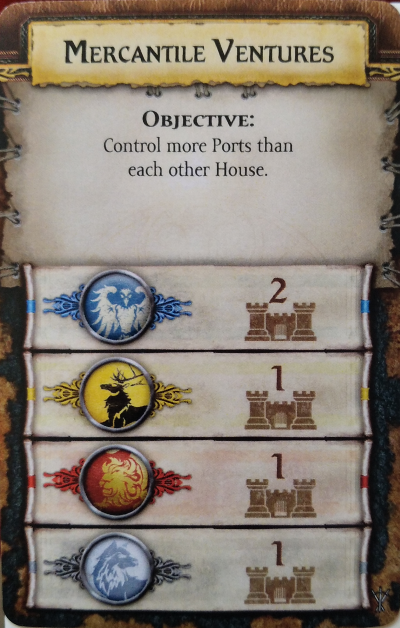 Mercantile Ventures
Objective:
Control more Ports than
each other House.
2
1
1
1